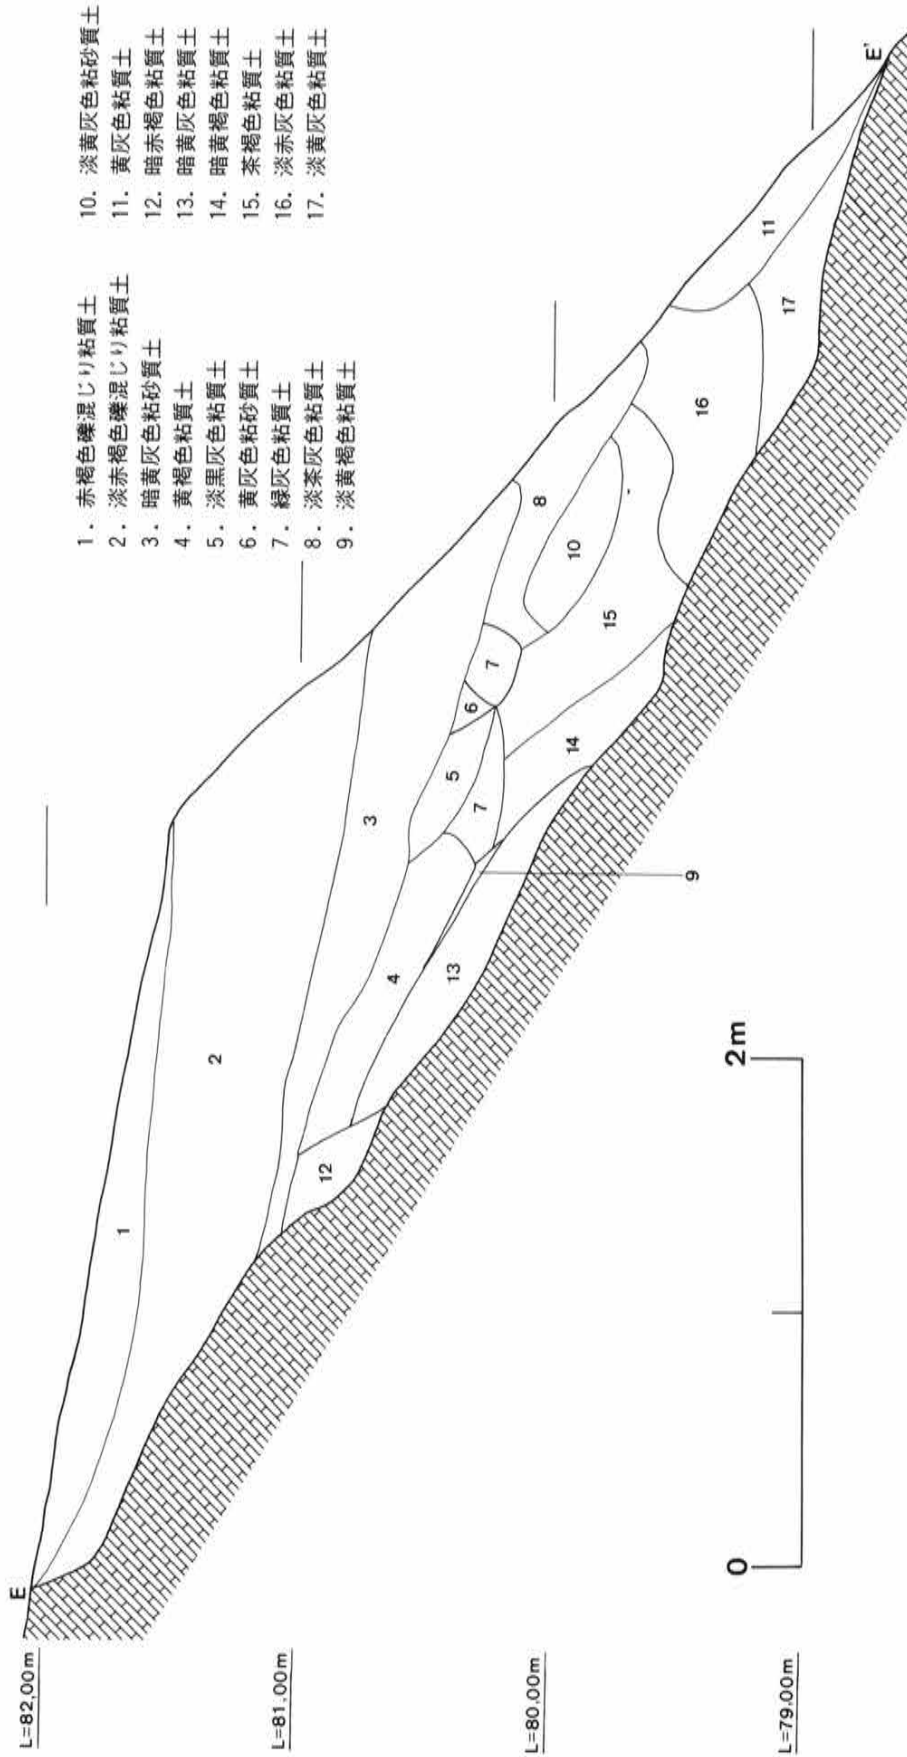 1．赤褐色礫混じり粘質土
2．淡赤褐色礫混じり粘質土
3．暗黄灰色粘砂質土
4．黄褐色粘質土
5．淡黒灰色粘質土
6．黄灰色粘砂質土
7．緑灰色粘質土
8．淡茶灰色粘質土
9．淡黄褐色粘質土
10．淡黄灰色粘砂質土
11．黄灰色粘質土
12．暗赤褐色粘質土
13．暗黄灰色粘質土
14．暗黄褐色粘質土
15．茶褐色粘質土
16．淡赤灰色粘質土
17．淡黄灰色粘質土
L=82,00m
L=81.00m
L=80.00m
L=79.00m
E
E'
1
2
3
4
5
6
7
7
8
9
10
11
12
13
14
15
16
17
0
2m